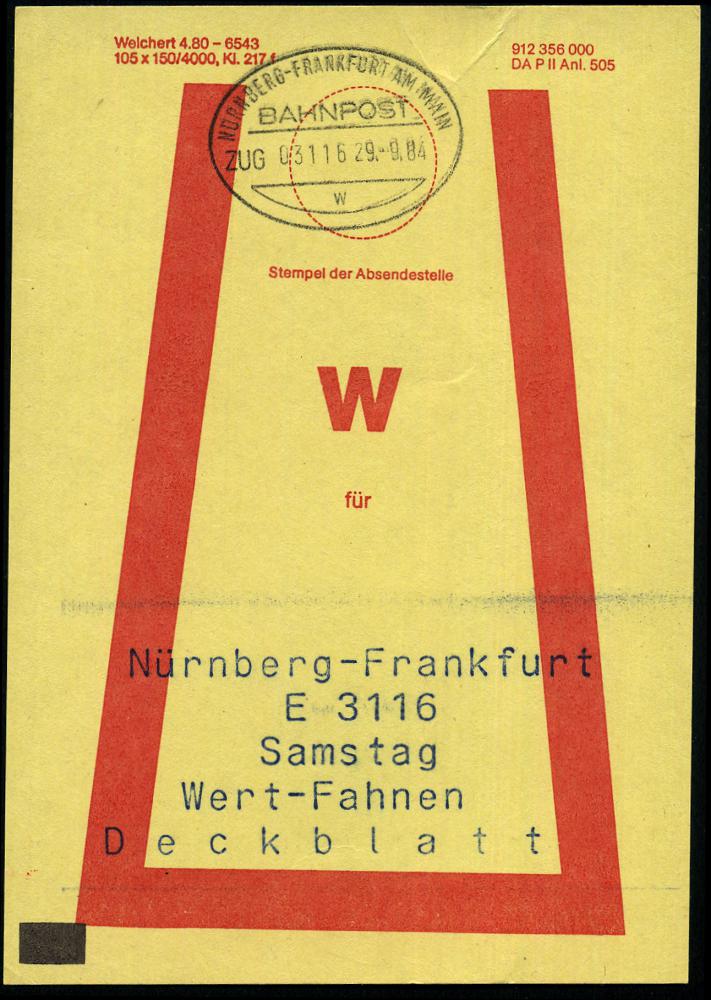 Welchert 4.80 – 6543
105 x 150/4000, Kl. 217 f
912 356 000
DA P II Anl. 505
NÜRNBERG-FRANKFURT AM MAIN
BAHNPOST
ZUG 03116 29.-9.84
W
Stempel der Absendestelle
W
für
Nürnberg-Frankfurt
E 3116
Samstag
Wert-Fahnen
Deckblatt